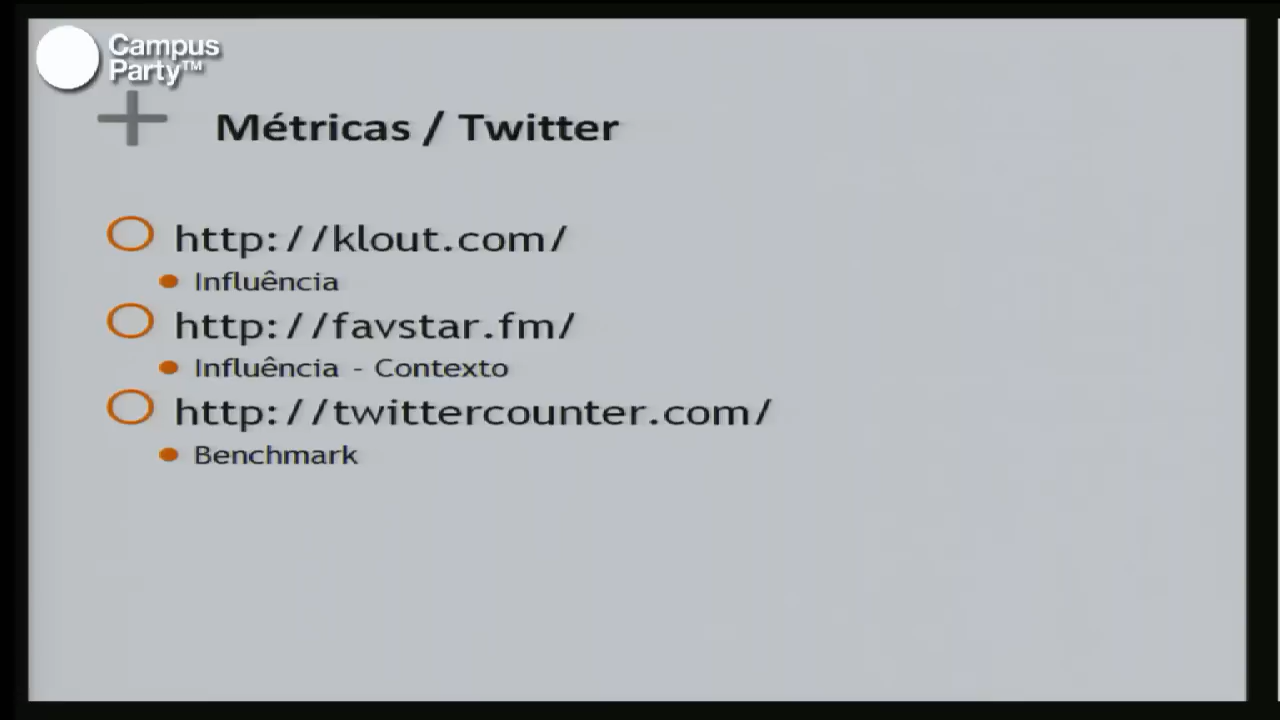 Campus
Party™
Métricas / Twitter
http://klout.com/
Influência
http://favstar.fm/
Influência - Contexto
http://twittercounter.com/
Benchmark